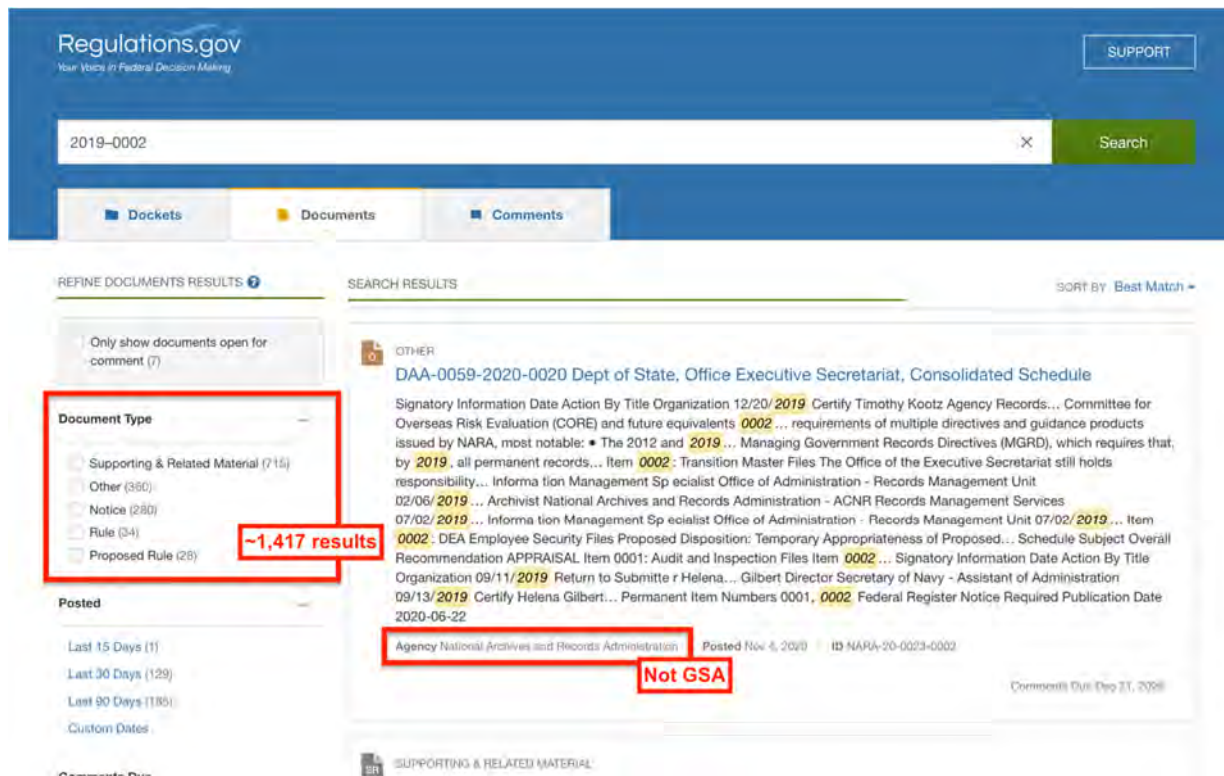 Regulations.gov
Your Voice in Federal Decision Making
SUPPORT
2019–0002
Search
Dockets
Documents
Comments
REFINE DOCUMENTS RESULTS
SEARCH RESULTS
SORT BY Best Match
Only show documents open for
comment (7)
Document Type
Supporting & Related Material (715)
Other (360)
Notice (280)
Rule (34)
Proposed Rule (28)
~1,417 results
Posted
Last 15 Days (1)
Last 30 Days (129)
Last 90 Days (185)
Custom Dates
OTHER
DAA-0059-2020-0020 Dept of State, Office Executive Secretariat, Consolidated Schedule
Signatory Information Date Action By Title Organization 12/20/2019 Certify Timothy Kootz Agency Records... Committee for
Overseas Risk Evaluation (CORE) and future equivalents 0002 ... requirements of multiple directives and guidance products
issued by NARA, most notable: • The 2012 and 2019 ... Managing Government Records Directives (MGRD), which requires that,
by 2019 , all permanent records... Item 0002 : Transition Master Files The Office of the Executive Secretariat still holds
responsibility... Informa tion Management Sp ecialist Office of Administration - Records Management Unit
02/06/2019 ... Archivist National Archives and Records Administration - ACNR Records Management Services
07/02/2019 ... Informa tion Management Sp ecialist Office of Administration - Records Management Unit 07/02/2019 ... Item
0002 : DEA Employee Security Files Proposed Disposition: Temporary Appropriateness of Proposed... Schedule Subject Overall
Recommendation APPRAISAL Item 0001: Audit and Inspection Files Item 0002 ... Signatory Information Date Action By Title
Organization 09/11/2019 Return to Submitte r Helena... Gilbert Director Secretary of Navy - Assistant of Administration
09/13/2019 Certify Helena Gilbert... Permanent Item Numbers 0001, 0002 Federal Register Notice Required Publication Date
2020-06-22
Agency National Archives and Records Administration Posted Nov 4, 2020 ID NARA-20-0023-0002
Not GSA
Comments Due Dec 21, 2020
SUPPORTING & RELATED MATERIAL
SR
Comments Due